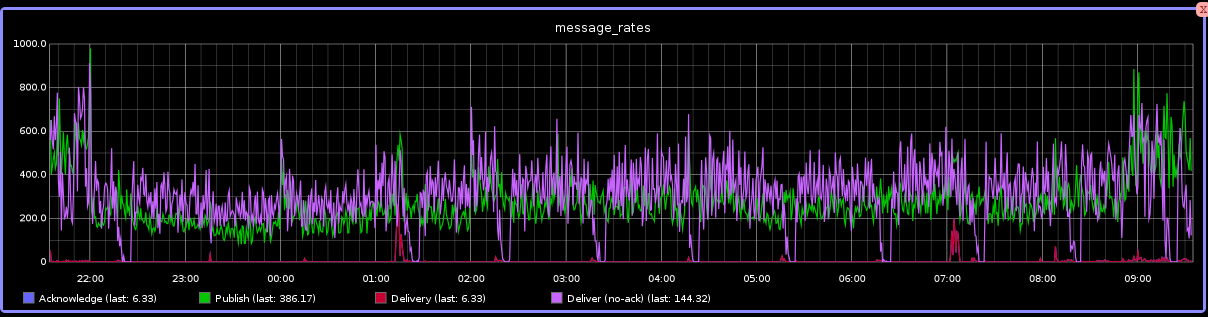 X
message_rates
1000.0
800.0
600.0
400.0
200.0
0
22:00 23:00 00:00 01:00 02:00 03:00 04:00 05:00 06:00 07:00 08:00 09:00
Acknowledge (last: 6.33) Publish (last: 386.17) Delivery (last: 6.33) Deliver (no-ack) (last: 144.32)